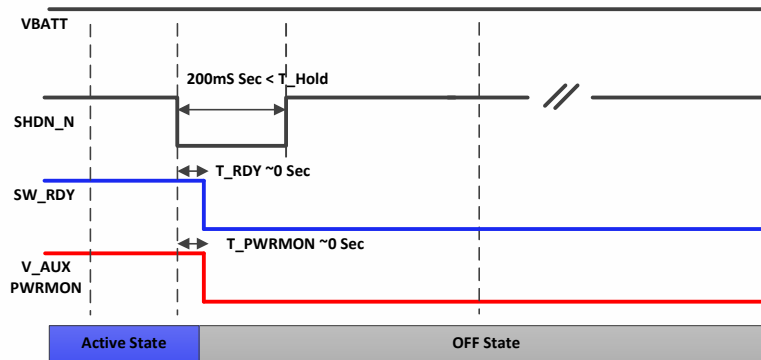 VBATT
200mS Sec < T_Hold
SHDN_N
T_RDY ~0 Sec
SW_RDY
T_PWRMON ~0 Sec
V_AUX
PWRMON
Active State
OFF State